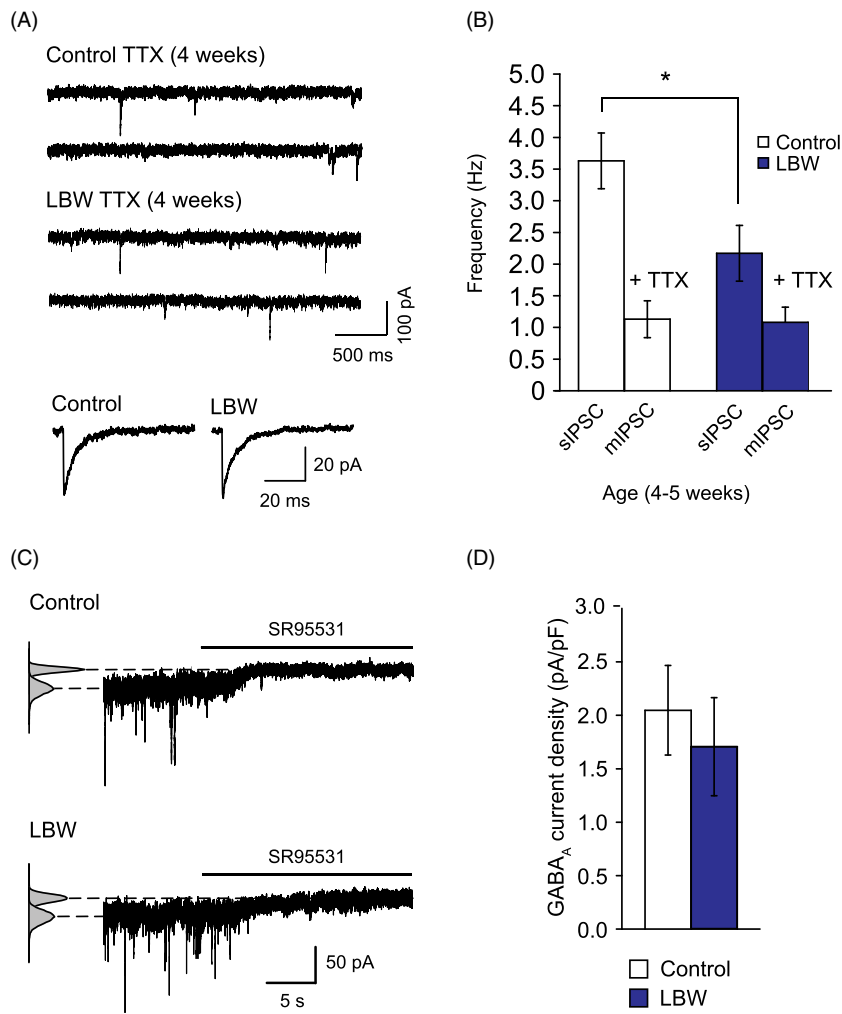 (A)
Control TTX (4 weeks)
LBW TTX (4 weeks)
100 pA
500 ms
Control
LBW
20 pA
20 ms
(B)
5.0
4.5
4.0
3.5
3.0
2.5
2.0
1.5
1.0
0.5
0
Frequency (Hz)
*
Control
LBW
+ TTX
+ TTX
sIPSC
mIPSC
sIPSC
mIPSC
Age (4-5 weeks)
(C)
Control
SR95531
LBW
SR95531
50 pA
5 s
(D)
3.0
2.5
2.0
1.5
1.0
0.5
0.0
GABAA current density (pA/pF)
Control
LBW